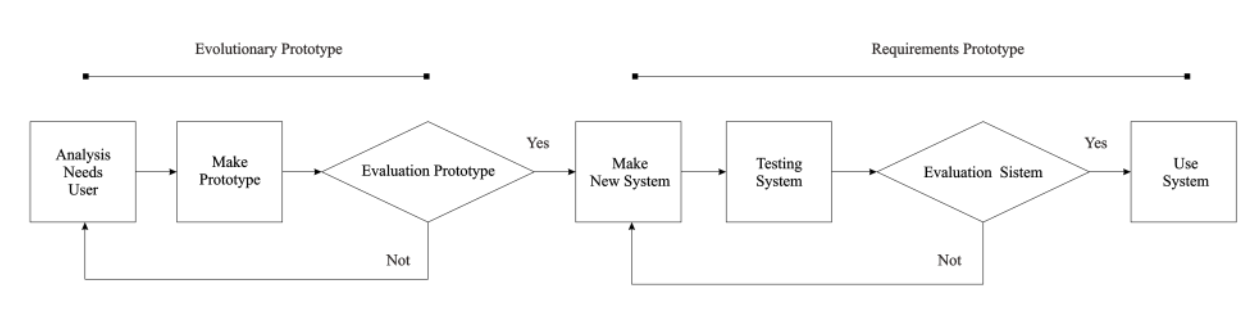 Evolutionary Prototype
Requirements Prototype
Analysis
Needs
User
Make
Prototype
Evaluation Prototype
Yes
Make
New System
Testing
System
Evaluation Sistem
Yes
Use
System
Not
Not